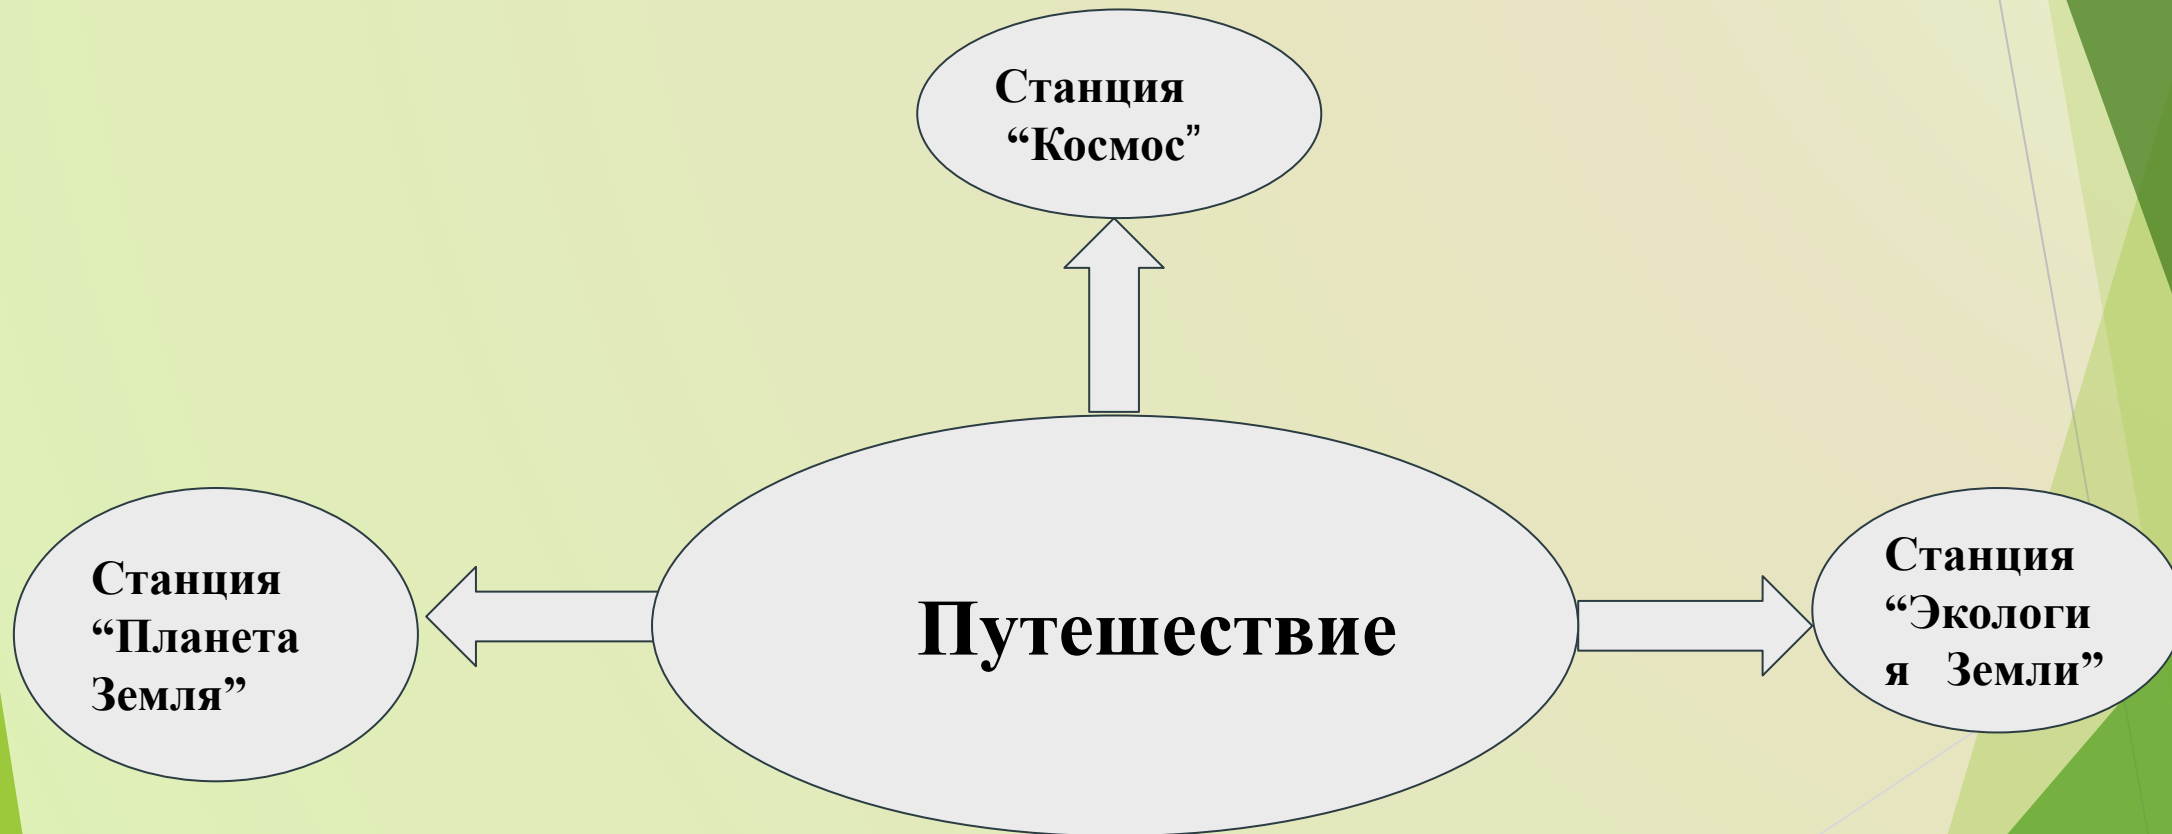 Станция
“Космос”
Станция
“Планета
Земля”
Путешествие
Станция
“Экологи
я Земли”